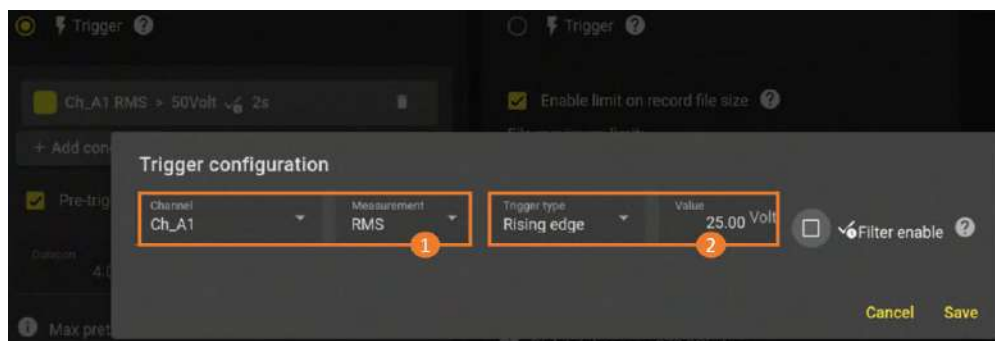 Trigger
Trigger
Ch_A1 RMS > 50Volt 2s
Enable limit on record file size
+ Add con
Trigger configuration
Pre-trig
Channel
Ch_A1
Measurement
RMS
1
Trigger type
Rising edge
Value
25.00 Volt
2
Filter enable
Duration
4.0
Cancel Save
Max pret